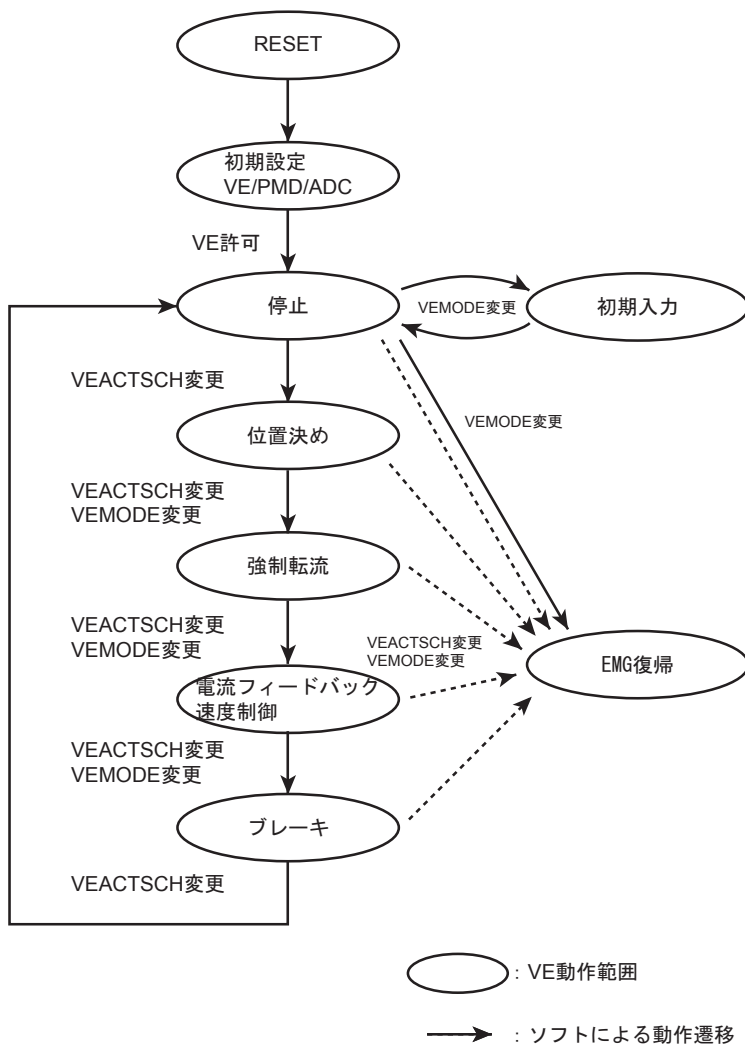 RESET
初期設定
VE/PMD/ADC
VE許可
停止
VEMODE変更
初期入力
VEACTSCH変更
VEMODE変更
位置決め
VEACTSCH変更
VEMODE変更
強制転流
VEACTSCH変更
VEMODE変更
VEACTSCH変更
VEMODE変更
EMG復帰
電流フィードバック
速度制御
VEACTSCH変更
VEMODE変更
ブレーキ
VEACTSCH変更
: VE動作範囲
: ソフトによる動作遷移